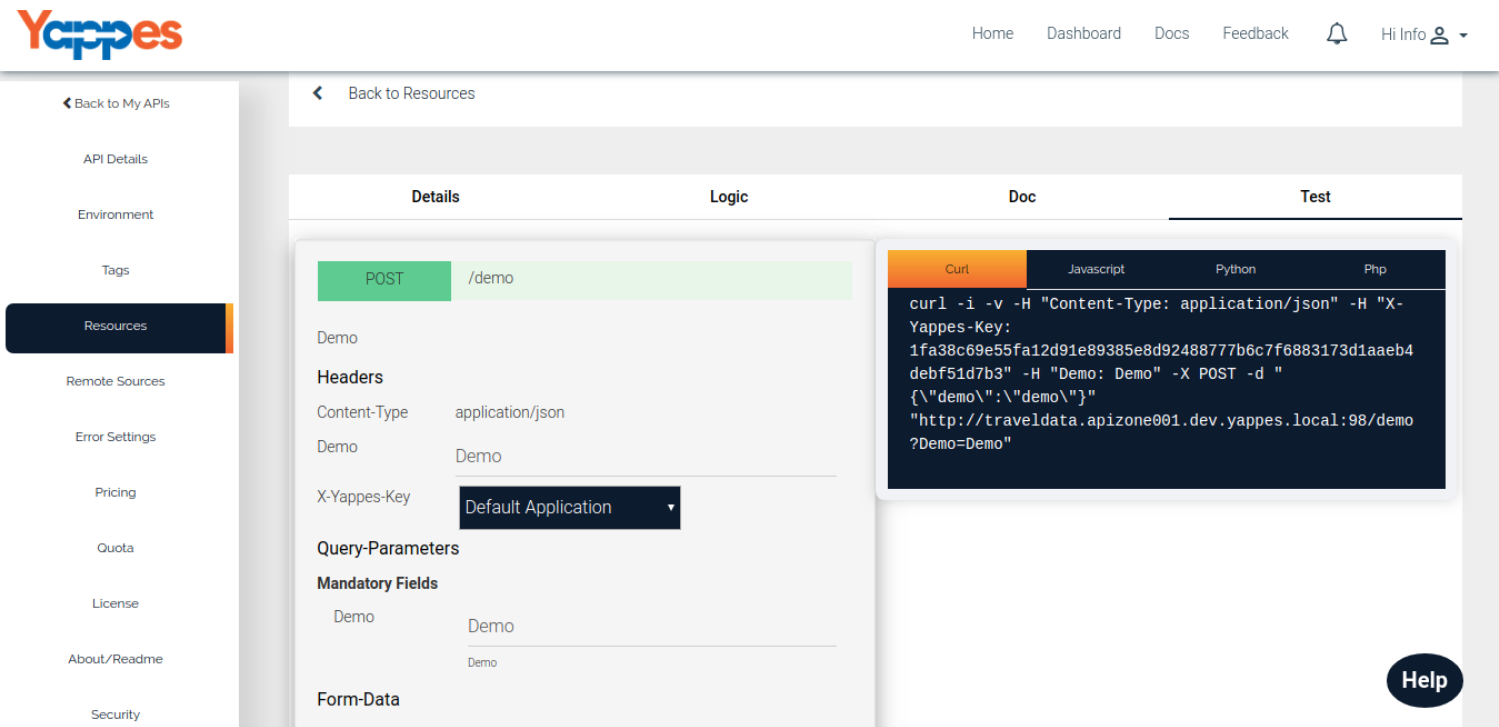 Yappes
Home Dashboard Docs Feedback Hi Info
Back to My APIs
API Details
Environment
Tags
Resources
Remote Sources
Error Settings
Pricing
Quota
License
About/Readme
Security
Back to Resources
Details Logic Doc Test
POST /demo
Demo
Headers
Content-Type application/json
Demo Demo
X-Yappes-Key Default Application
Query-Parameters
Mandatory Fields
Demo Demo
Demo
Form-Data
Curl Javascript Python Php
curl -i -v -H "Content-Type: application/json" -H "X-
Yappes-Key:
1fa38c69e55fa12d91e89385e8d92488777b6c7f6883173d1aaeb4
debf51d7b3" -H "Demo: Demo" -X POST -d "
{\"demo\":\"demo\"}"
"http://traveldata.apizone001.dev.yappes.local:98/demo
?Demo=Demo"
Help